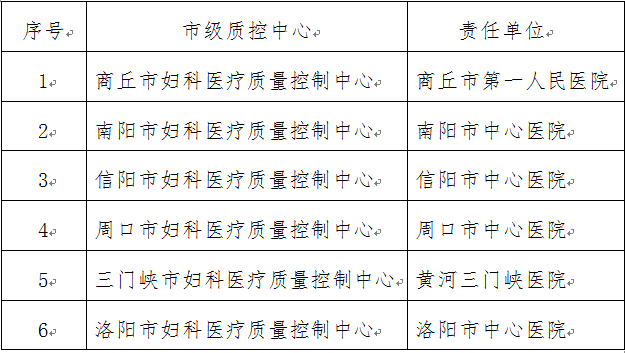 序号 市级质控中心 责任单位
1 商丘市妇科医疗质量控制中心 商丘市第一人民医院
2 南阳市妇科医疗质量控制中心 南阳市中心医院
3 信阳市妇科医疗质量控制中心 信阳市中心医院
4 周口市妇科医疗质量控制中心 周口市中心医院
5 三门峡市妇科医疗质量控制中心 黄河三门峡医院
6 洛阳市妇科医疗质量控制中心 洛阳市中心医院